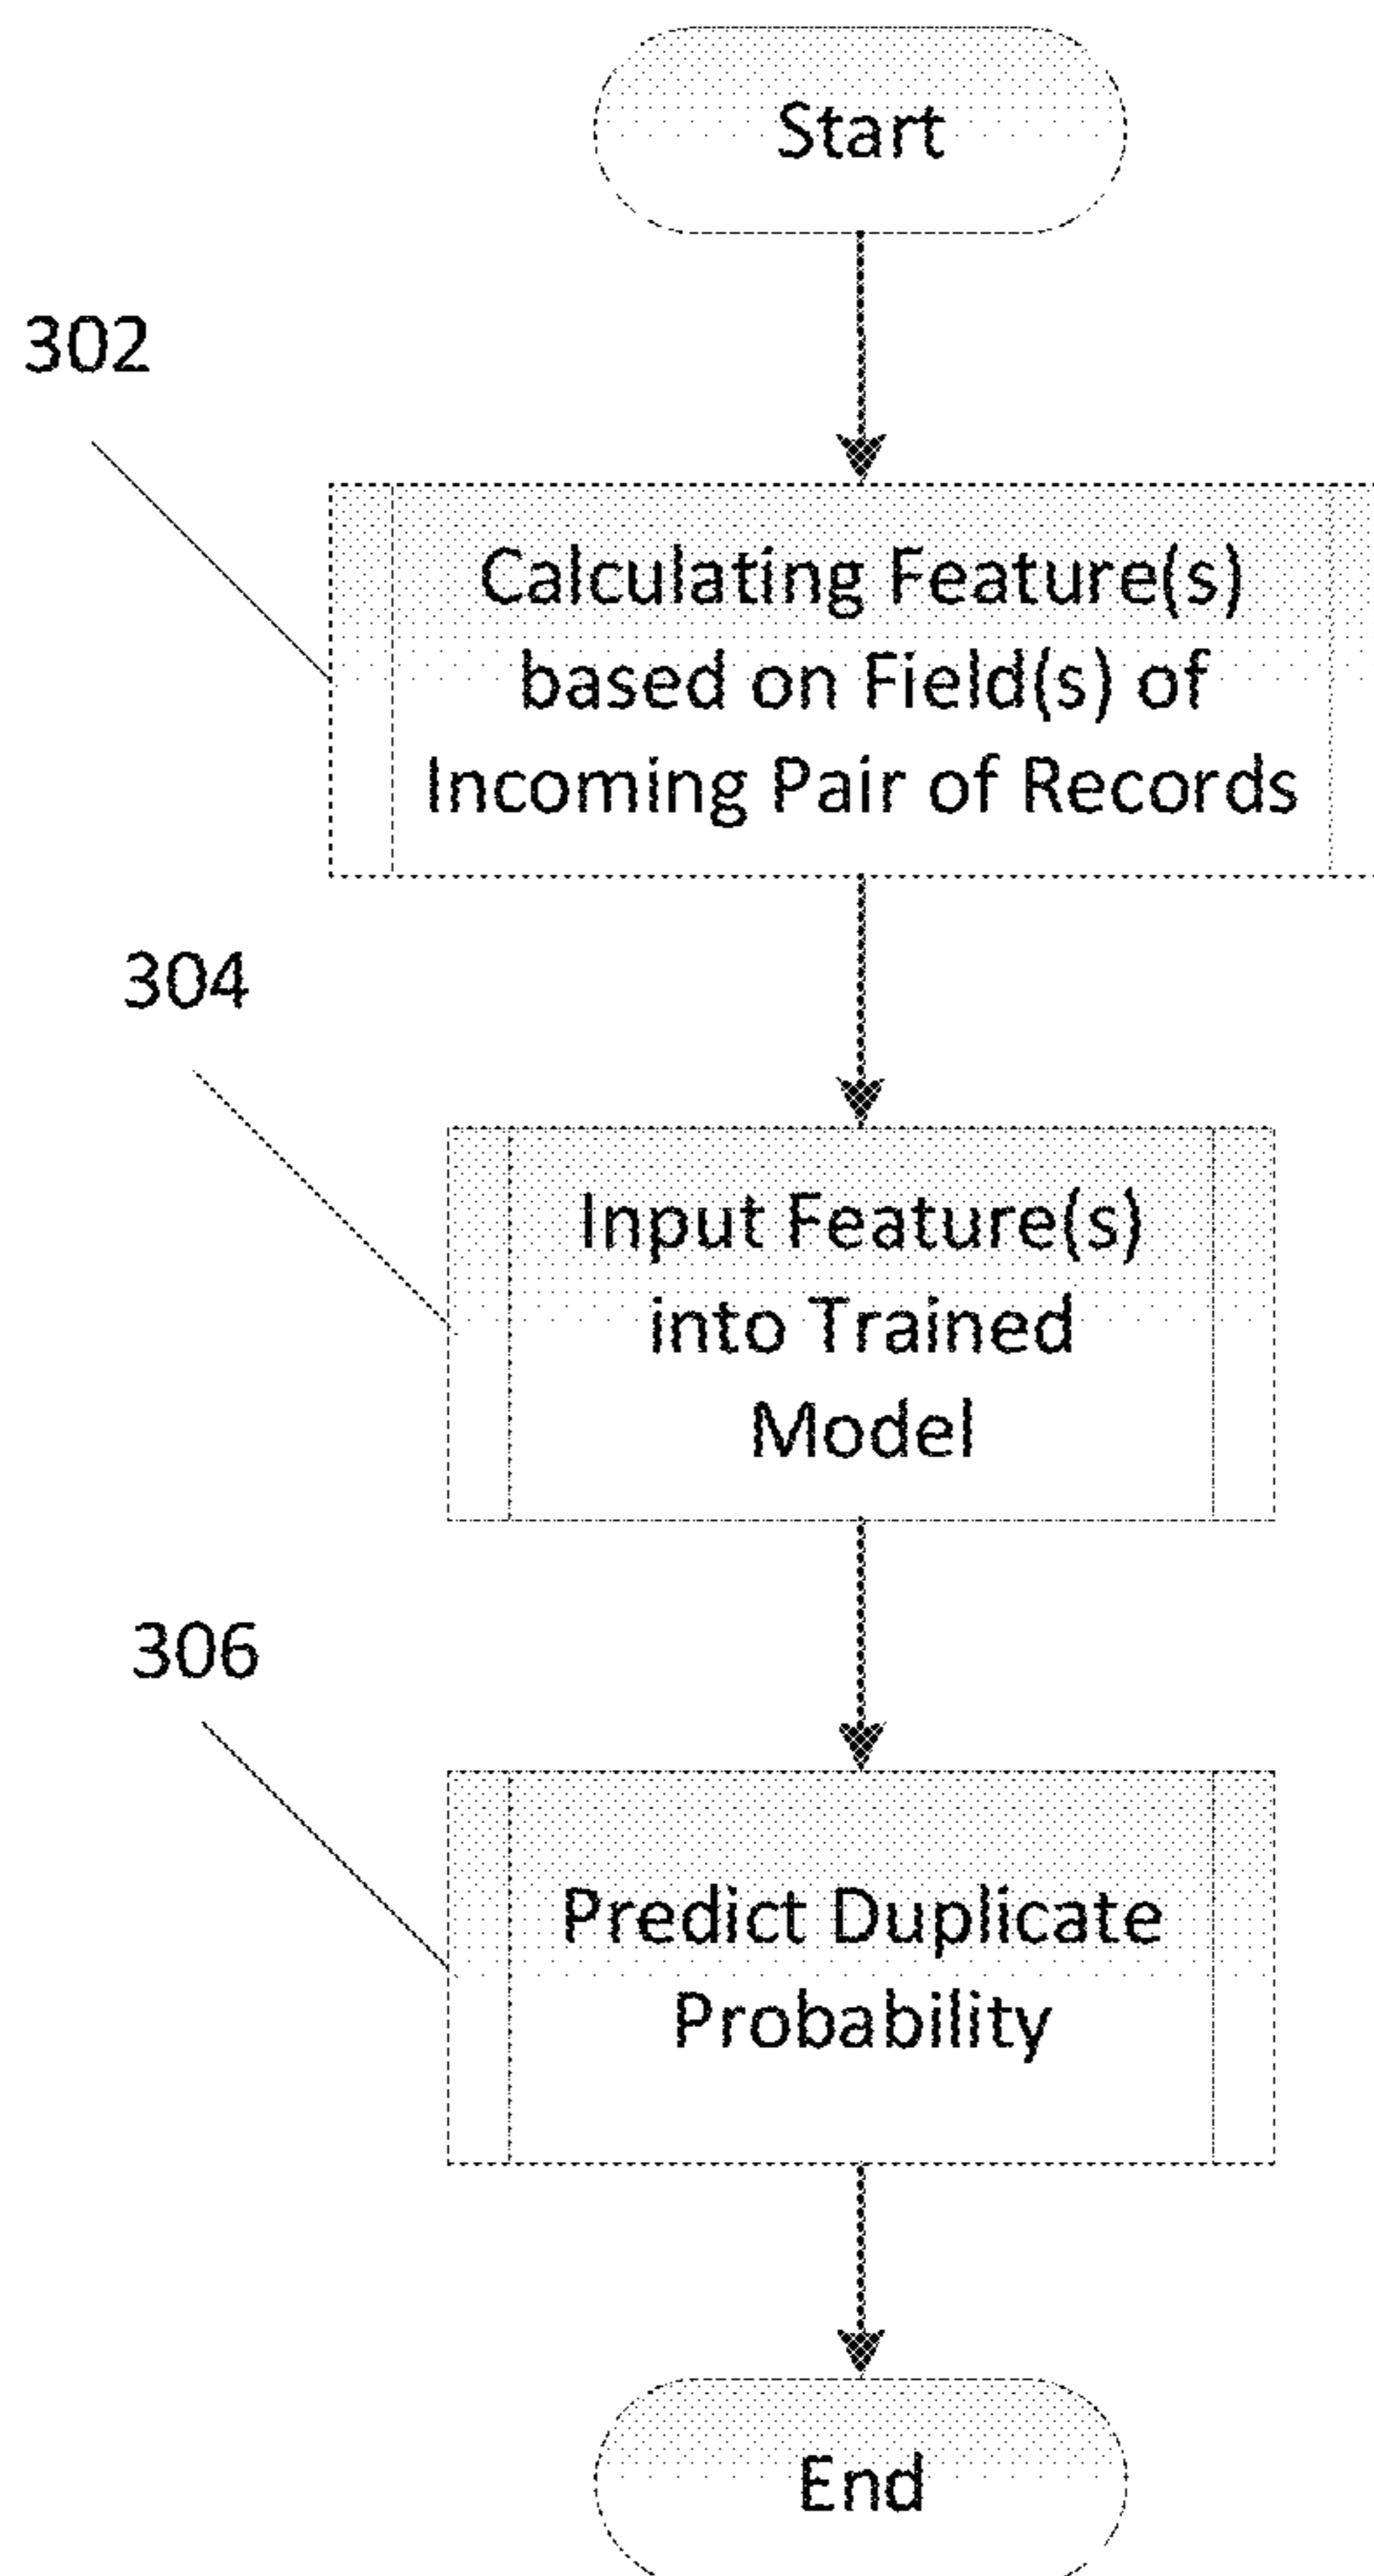 Start
302
Calculating Feature(s)
based on Field(s) of
Incoming Pair of Records
304
Input Feature(s)
into Trained
Model
306
Predict Duplicate
Probability
End